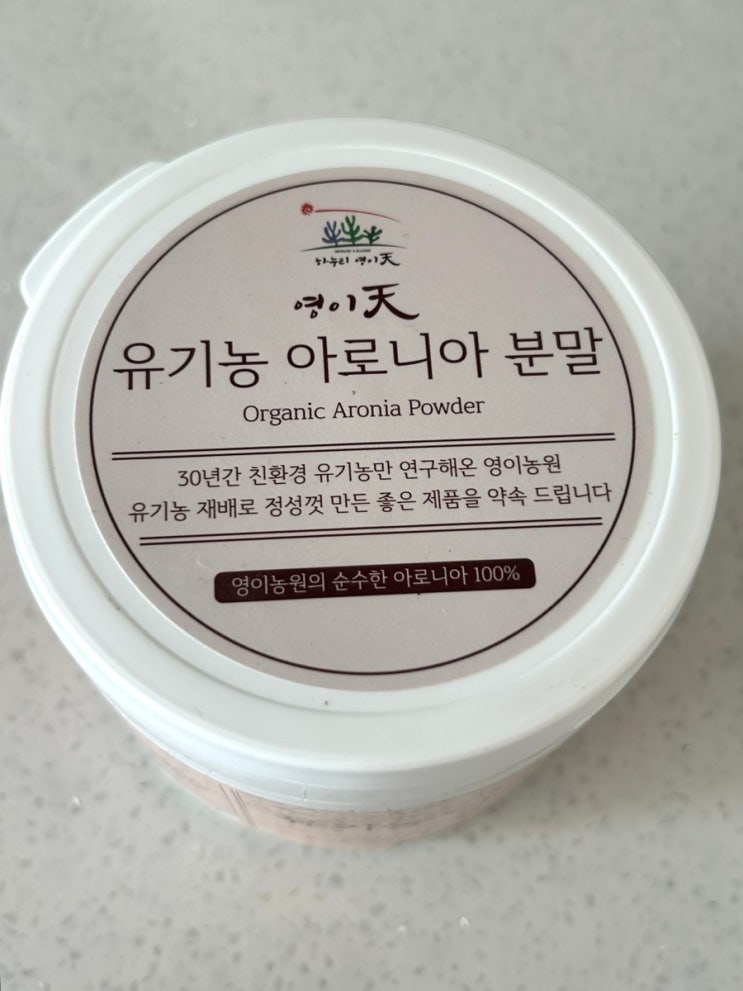 하누리 영이天
영이天
유기농 아로니아 분말
Organic Aronia Powder
30년간 친환경 유기농만 연구해온 영이농원
유기농 재배로 정성껏 만든 좋은 제품을 약속 드립니다
영이농원의 순수한 아로니아 100%